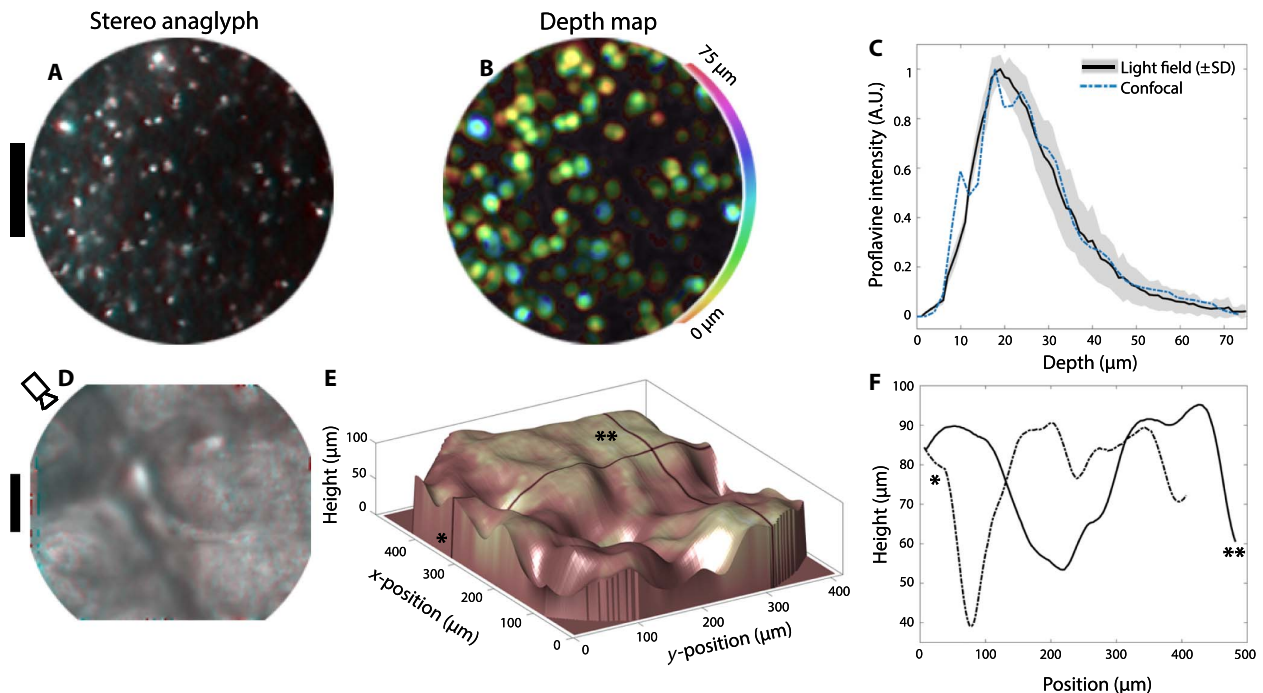 Stereo anaglyph
Depth map
A
B
75 μm
0 μm
C
Light field (±SD)
Confocal
Proflavine intensity (A.U.)
1
0.8
0.6
0.4
0.2
0
0 10 20 30 40 50 60 70
Depth (μm)
D
E
**
*
Height (μm)
100
50
0
400
300
200
100
0
x-position (μm)
0
100
200
300
400
y-position (μm)
F
100
90
80
70
60
50
40
*
**
Height (μm)
0 100 200 300 400 500
Position (μm)